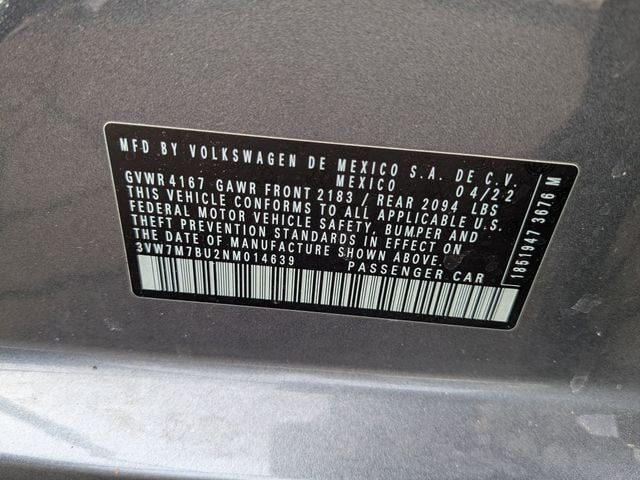 MFD BY VOLKSWAGEN DE MEXICO S.A. DE C.V.
MEXICO 04/22
GVWR 4167 GAWR FRONT 2183 / REAR 2094 LBS
THIS VEHICLE CONFORMS TO ALL APPLICABLE U.S.
FEDERAL MOTOR VEHICLE SAFETY, BUMPER AND
THEFT PREVENTION STANDARDS IN EFFECT ON
THE DATE OF MANUFACTURE SHOWN ABOVE.
3VW7M7BU2NM014639 PASSENGER CAR
1851947 3676 M